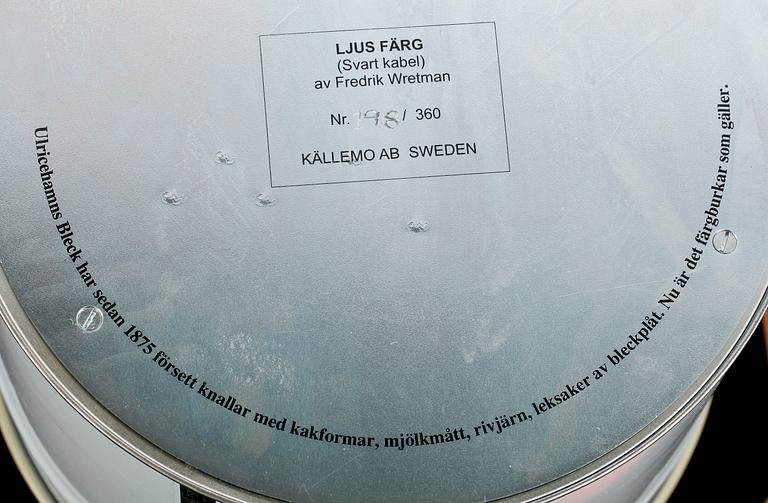 LJUS FÄRG
(Svart kabel)
av Fredrik Wretman
Nr. 198 / 360
KÄLLEMO AB SWEDEN
Ulricehamns Bleck har sedan 1875 försett knallar med kakformar, mjölkmått, rivjärn, leksaker av bleckplåt. Nu är det färgburkar som gäller.